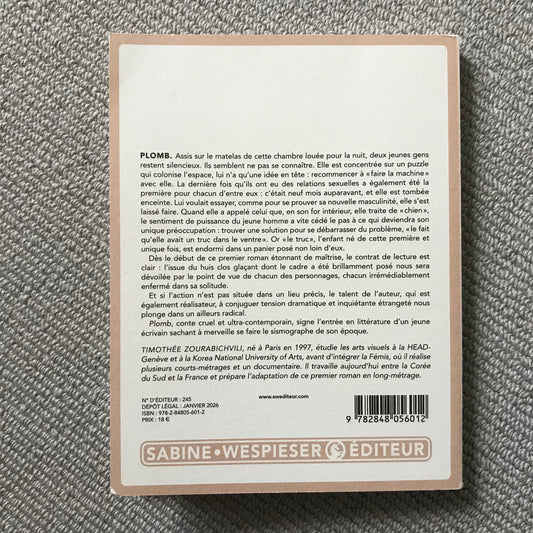 PLOMB. Assis sur le matelas de cette chambre louée pour la nuit, deux jeunes gens
restent silencieux. Ils semblent ne pas se connaître. Elle est concentrée sur un puzzle
qui colonise l'espace, lui n'a qu'une idée en tête : recommencer à « faire la machine »
avec elle. La dernière fois qu'ils ont eu des relations sexuelles a également été la
première pour chacun d'entre eux : c'était neuf mois auparavant, et elle est tombée
enceinte. Lui voulait essayer, comme pour se prouver sa nouvelle masculinité, elle s'est
laissé faire. Quand elle a appelé celui que, en son for intérieur, elle traite de « chien »,
le sentiment de puissance du jeune homme a vite cédé le pas à ce qui deviendra son
unique préoccupation : trouver une solution pour se débarrasser du problème, « le fait
qu'elle avait un truc dans le ventre ». Or « le truc », l'enfant né de cette première et
unique fois, est endormi dans un panier posé non loin d'eux.
Dès le début de ce premier roman étonnant de maîtrise, le contrat de lecture est
clair : l'issue du huis clos glaçant dont le cadre a été brillamment posé nous sera
dévoilée par le point de vue de chacun des personnages, chacun irrémédiablement
enfermé dans sa solitude.
Et si l'action n'est pas située dans un lieu précis, le talent de l'auteur, qui est
également réalisateur, à conjuguer tension dramatique et inquiétante étrangeté nous
plonge dans un ailleurs radical.
Plomb, conte cruel et ultra-contemporain, signe l'entrée en littérature d'un jeune
écrivain sachant à merveille se faire le sismographe de son époque.
TIMOTHÉE ZOURABICHVILI, né à Paris en 1997, étudie les arts visuels à la HEAD-
Genève et à la Korea National University of Arts, avant d'intégrer la Fémis, où il réalise
plusieurs courts-métrages et un documentaire. Il travaille aujourd'hui entre la Corée
du Sud et la France et prépare l'adaptation de ce premier roman en long-métrage.
N° D'ÉDITEUR : 245
DÉPÔT LÉGAL : JANVIER 2026
ISBN : 978-2-84805-601-2
PRIX : 18 €
www.swediteur.com
9 782848 056012
SABINE • WESPIESER ÉDITEUR